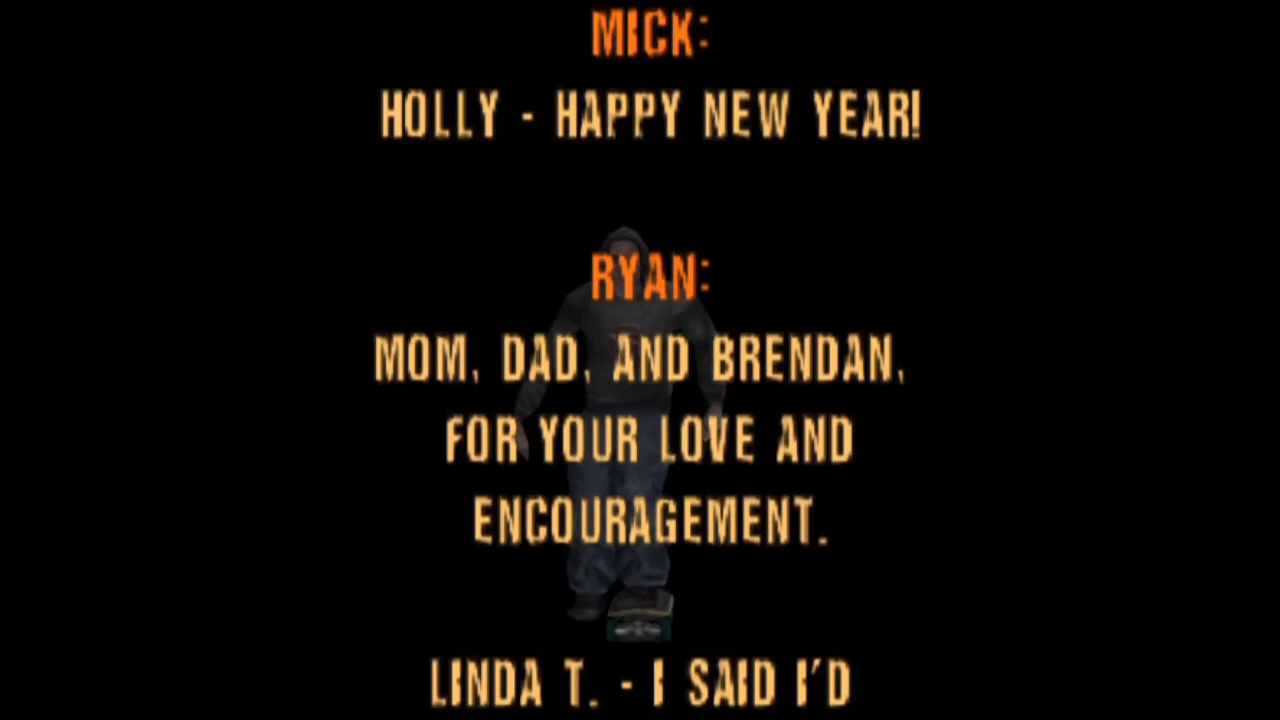 MICK:
HOLLY - HAPPY NEW YEAR!
RYAN:
MOM, DAD, AND BRENDAN,
FOR YOUR LOVE AND
ENCOURAGEMENT.
LINDA T. - I SAID I'D